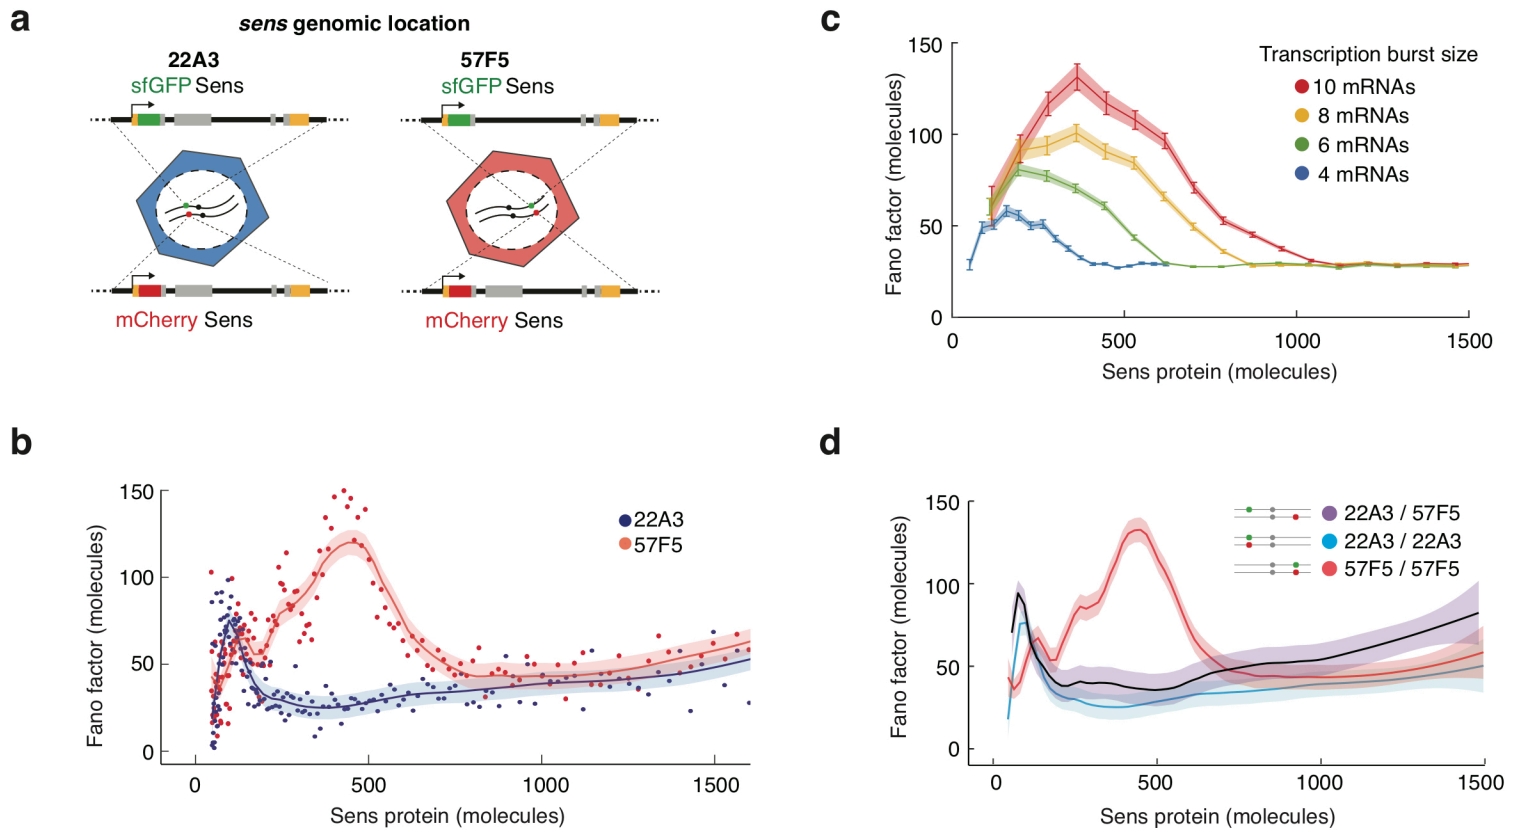 a
sens genomic location
22A3
sfGFP Sens
mCherry Sens
57F5
sfGFP Sens
mCherry Sens
b
150
100
50
0
Fano factor (molecules)
0 500 1000 1500
Sens protein (molecules)
22A3
57F5
c
150
100
50
0
Fano factor (molecules)
0 500 1000 1500
Sens protein (molecules)
Transcription burst size
10 mRNAs
8 mRNAs
6 mRNAs
4 mRNAs
d
150
100
50
0
Fano factor (molecules)
0 500 1000 1500
Sens protein (molecules)
22A3 / 57F5
22A3 / 22A3
57F5 / 57F5